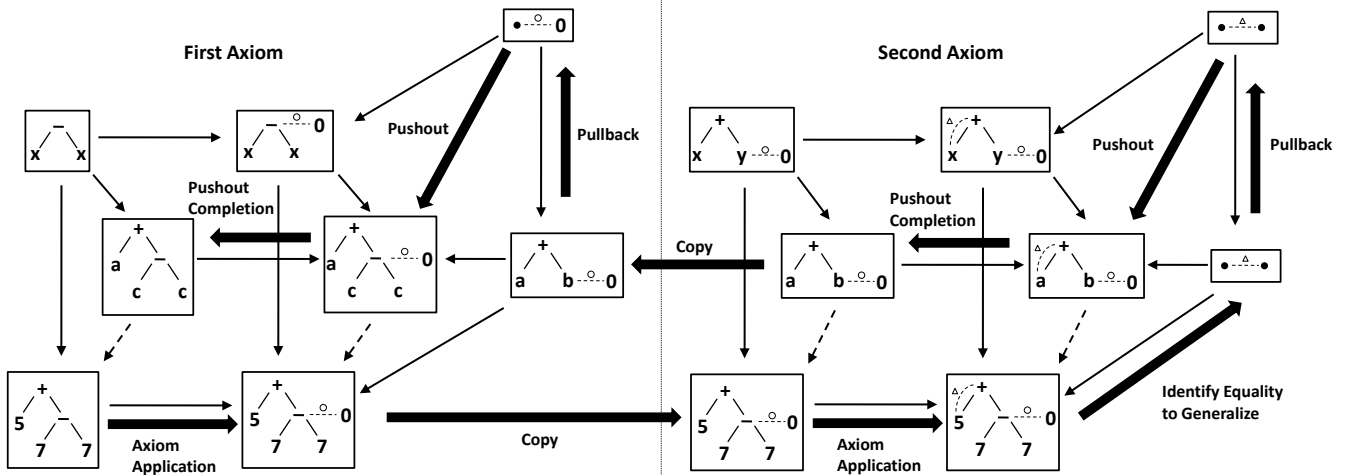 First Axiom
○
0
Second Axiom
△
–
x x
– ○ 0
x x
Pushout
Pullback
+
x y ○ 0
△ +
x y ○ 0
Pushout
Pullback
Pushout
Completion
Pushout
Completion
+
a –
c c
+
a – ○ 0
c c
+
a b ○ 0
Copy
+
a b ○ 0
△ +
a b ○ 0
△
+
5 –
7 7
+
5 – ○ 0
7 7
+
5 – ○ 0
7 7
△ +
5 – ○ 0
7 7
Identify Equality
to Generalize
Axiom
Application
Copy
Axiom
Application